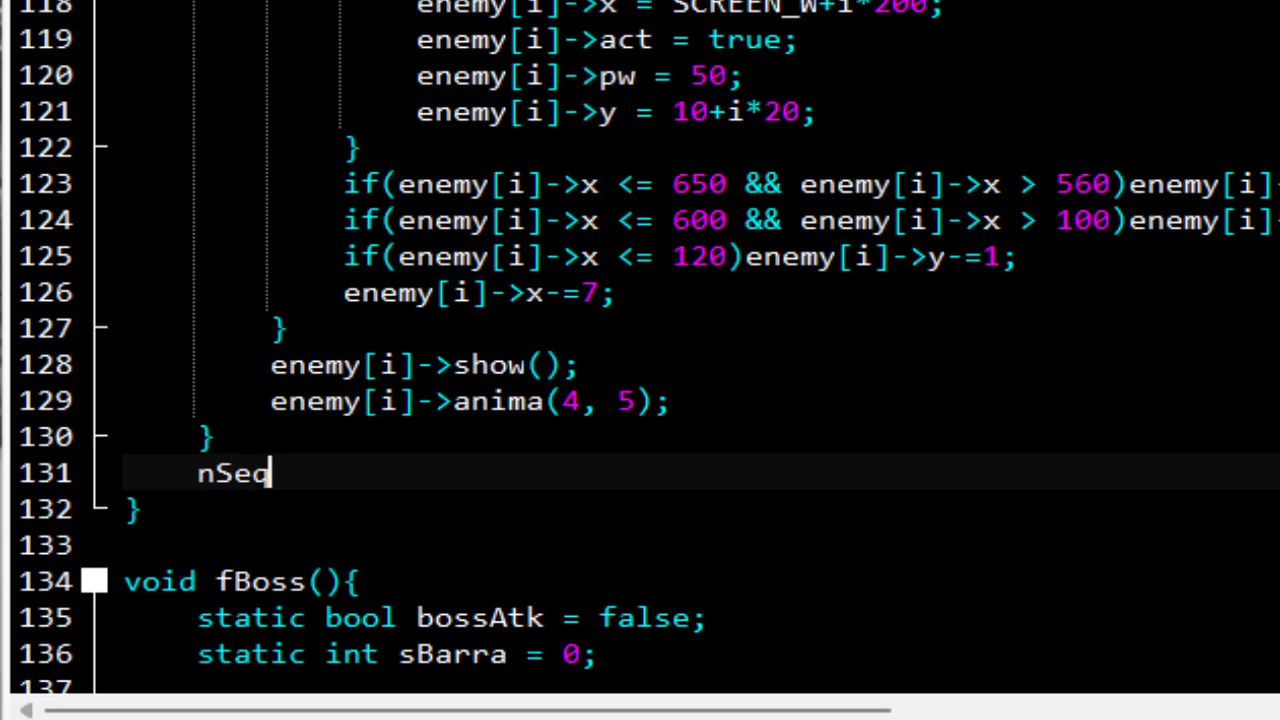 118 enemy[i]->x = SCREEN_W+i*200;
119 enemy[i]->act = true;
120 enemy[i]->pw = 50;
121 enemy[i]->y = 10+i*20;
122 }
123 if(enemy[i]->x <= 650 && enemy[i]->x > 560)enemy[i]
124 if(enemy[i]->x <= 600 && enemy[i]->x > 100)enemy[i]
125 if(enemy[i]->x <= 120)enemy[i]->y-=1;
126 enemy[i]->x-=7;
127 }
128 enemy[i]->show();
129 enemy[i]->anima(4, 5);
130 }
131 nSeq
132 }
133
134 void fBoss(){
135 static bool bossAtk = false;
136 static int sBarra = 0;
137